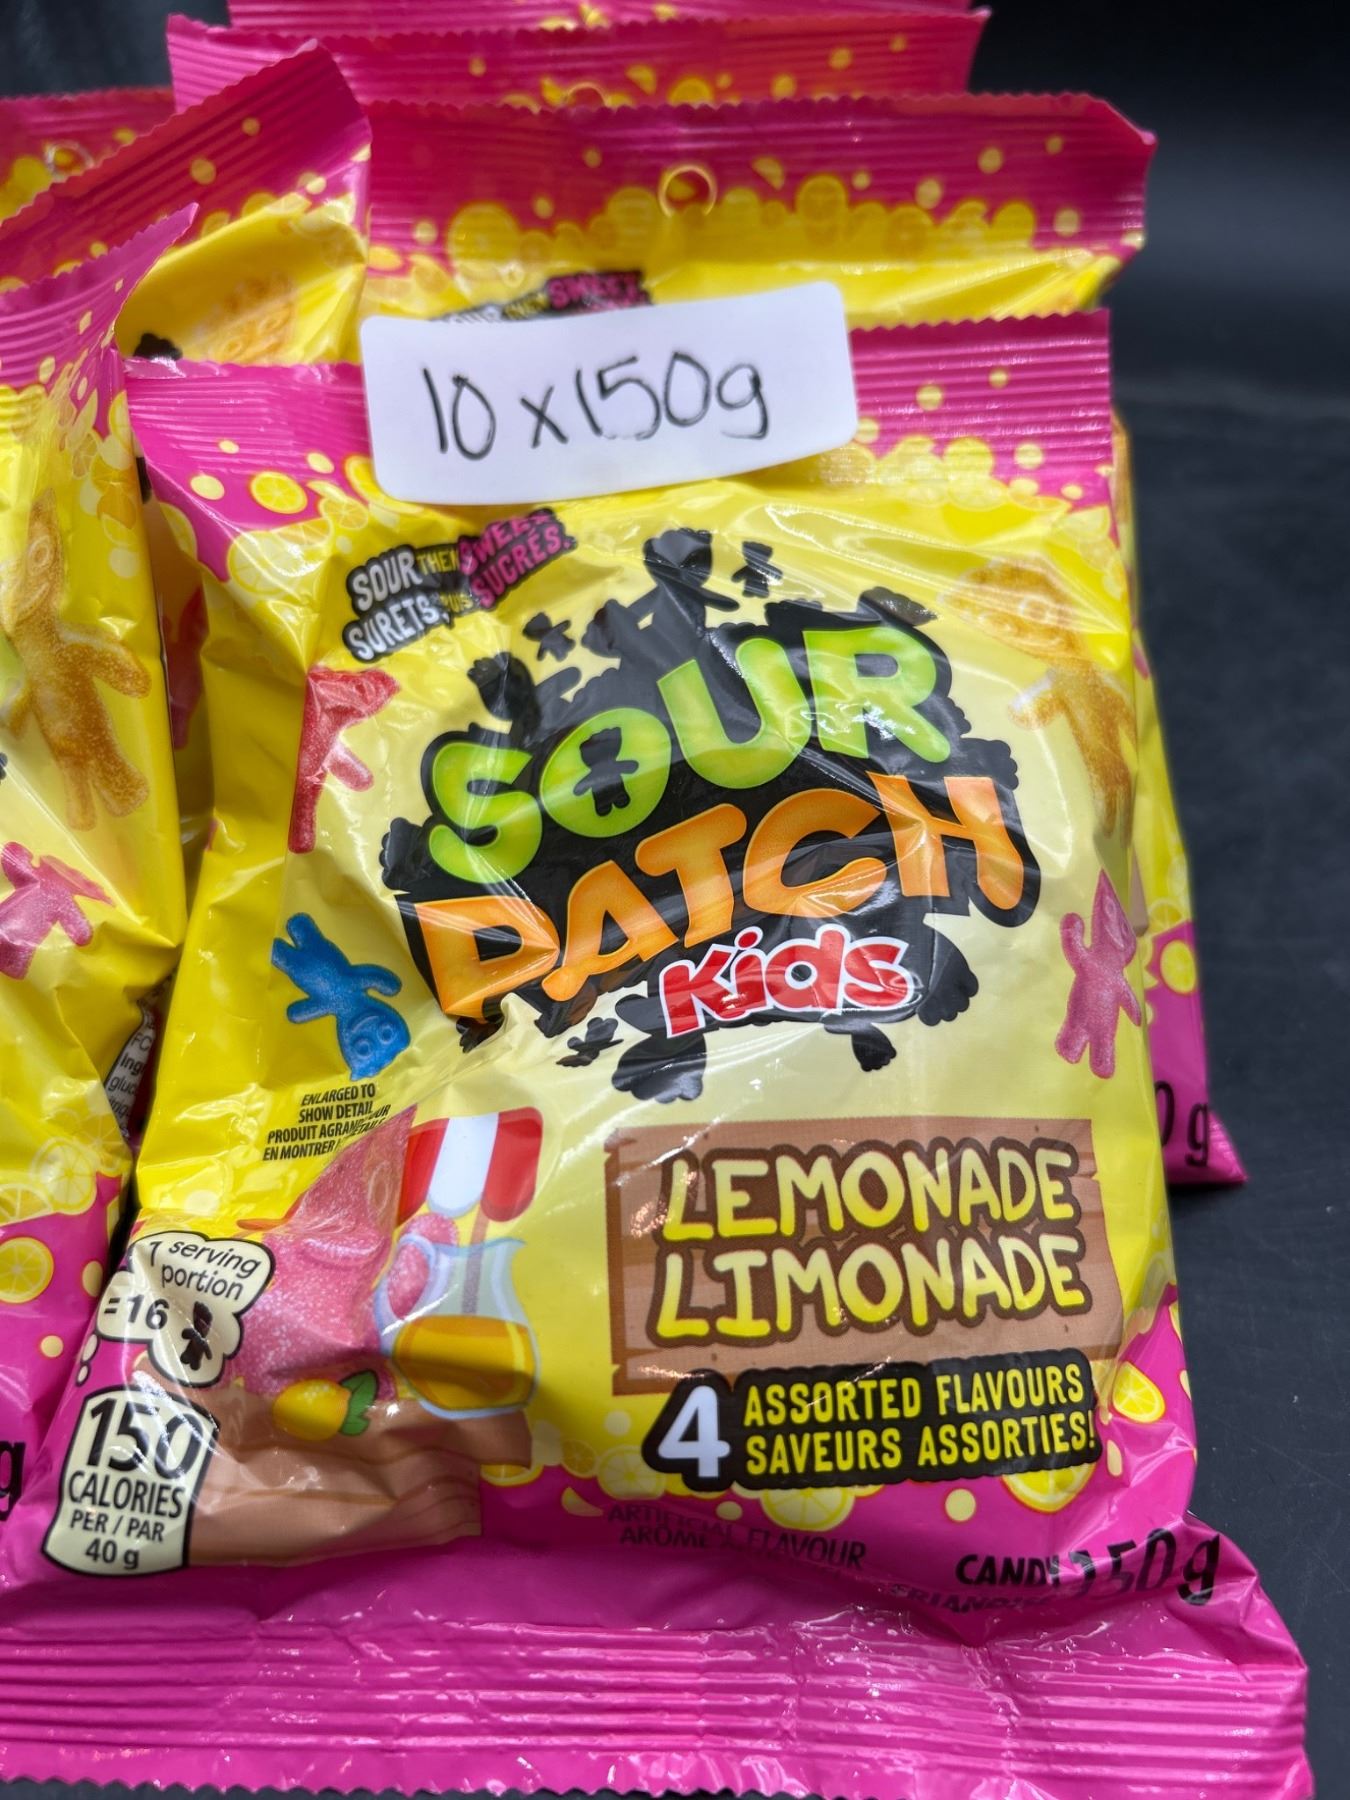 10 x 150g
SOUR THEN SWEET
SURETS, PUIS SUCRÉS.
SOUR
PATCH
Kids
ENLARGED TO
SHOW DETAIL
PRODUIT AGRANDI POUR
EN MONTRER
LEMONADE
LIMONADE
4 ASSORTED FLAVOURS
SAVEURS ASSORTIES!
1 serving
portion
=16
150
CALORIES
PER / PAR
40 g
ARTIFICIAL FLAVOUR
CANDY 150 g